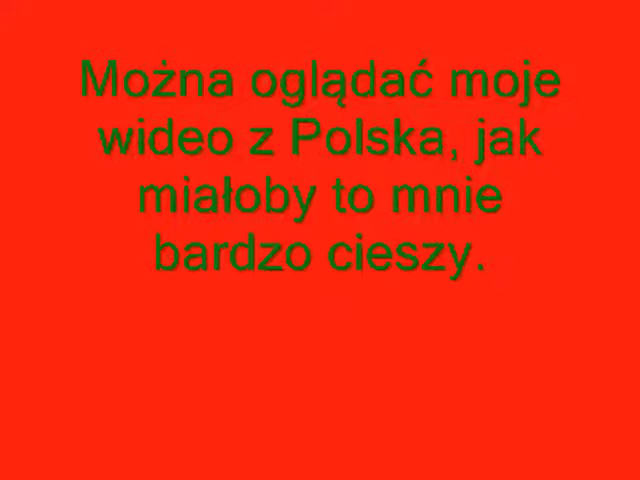 Można oglądać moje
wideo z Polska, jak
miałoby to mnie
bardzo cieszy.